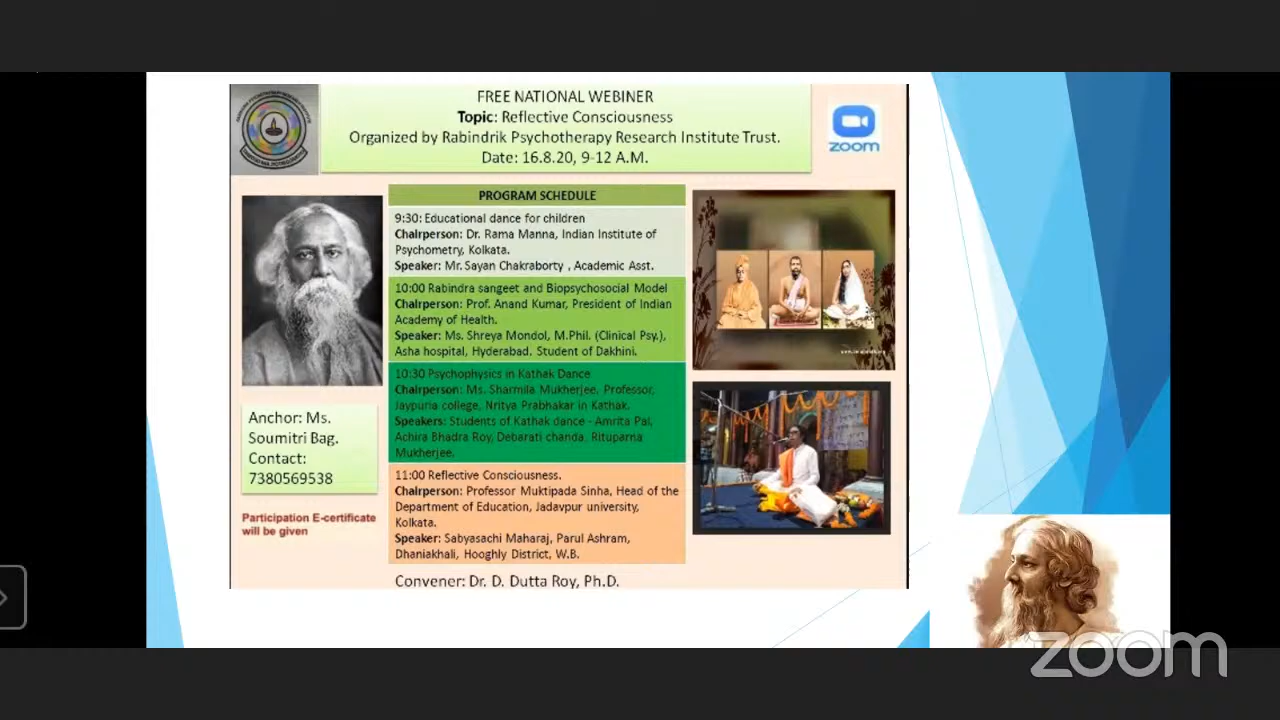 FREE NATIONAL WEBINER
Topic: Reflective Consciousness
Organized by Rabindrik Psychotherapy Research Institute Trust.
Date: 16.8.20, 9-12 A.M.
zoom
PROGRAM SCHEDULE
9:30: Educational dance for children
Chairperson: Dr. Rama Manna, Indian Institute of
Psychometry, Kolkata.
Speaker: Mr. Sayan Chakraborty , Academic Asst.
10:00 Rabindra sangeet and Biopsychosocial Model
Chairperson: Prof. Anand Kumar, President of Indian
Academy of Health.
Speaker: Ms. Shreya Mondol, M.Phil. (Clinical Psy.),
Asha hospital, Hyderabad. Student of Dakhini.
10:30 Psychophysics in Kathak Dance
Chairperson: Ms. Sharmila Mukherjee. Professor,
Jaypuria college, Nritya Prabhakar in Kathak.
Speakers: Students of Kathak dance - Amrita Pal,
Achira Bhadra Roy, Debarati chanda, Rituparna
Mukherjee.
11:00 Reflective Consciousness.
Chairperson: Professor Muktipada Sinha, Head of the
Department of Education, Jadavpur university,
Kolkata.
Speaker: Sabyasachi Maharaj, Parul Ashram,
Dhaniakhali, Hooghly District, W.B.
Anchor: Ms.
Soumitri Bag.
Contact:
7380569538
Participation E-certificate
will be given
Convener: Dr. D. Dutta Roy, Ph.D.
zoom